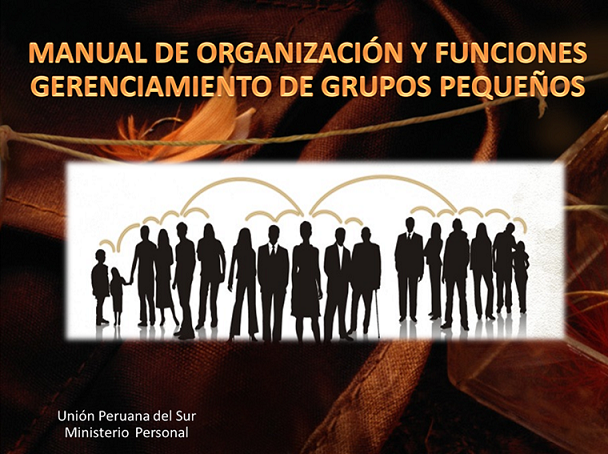 MANUAL DE ORGANIZACIÓN Y FUNCIONES
GERENCIAMIENTO DE GRUPOS PEQUEÑOS
Unión Peruana del Sur
Ministerio Personal